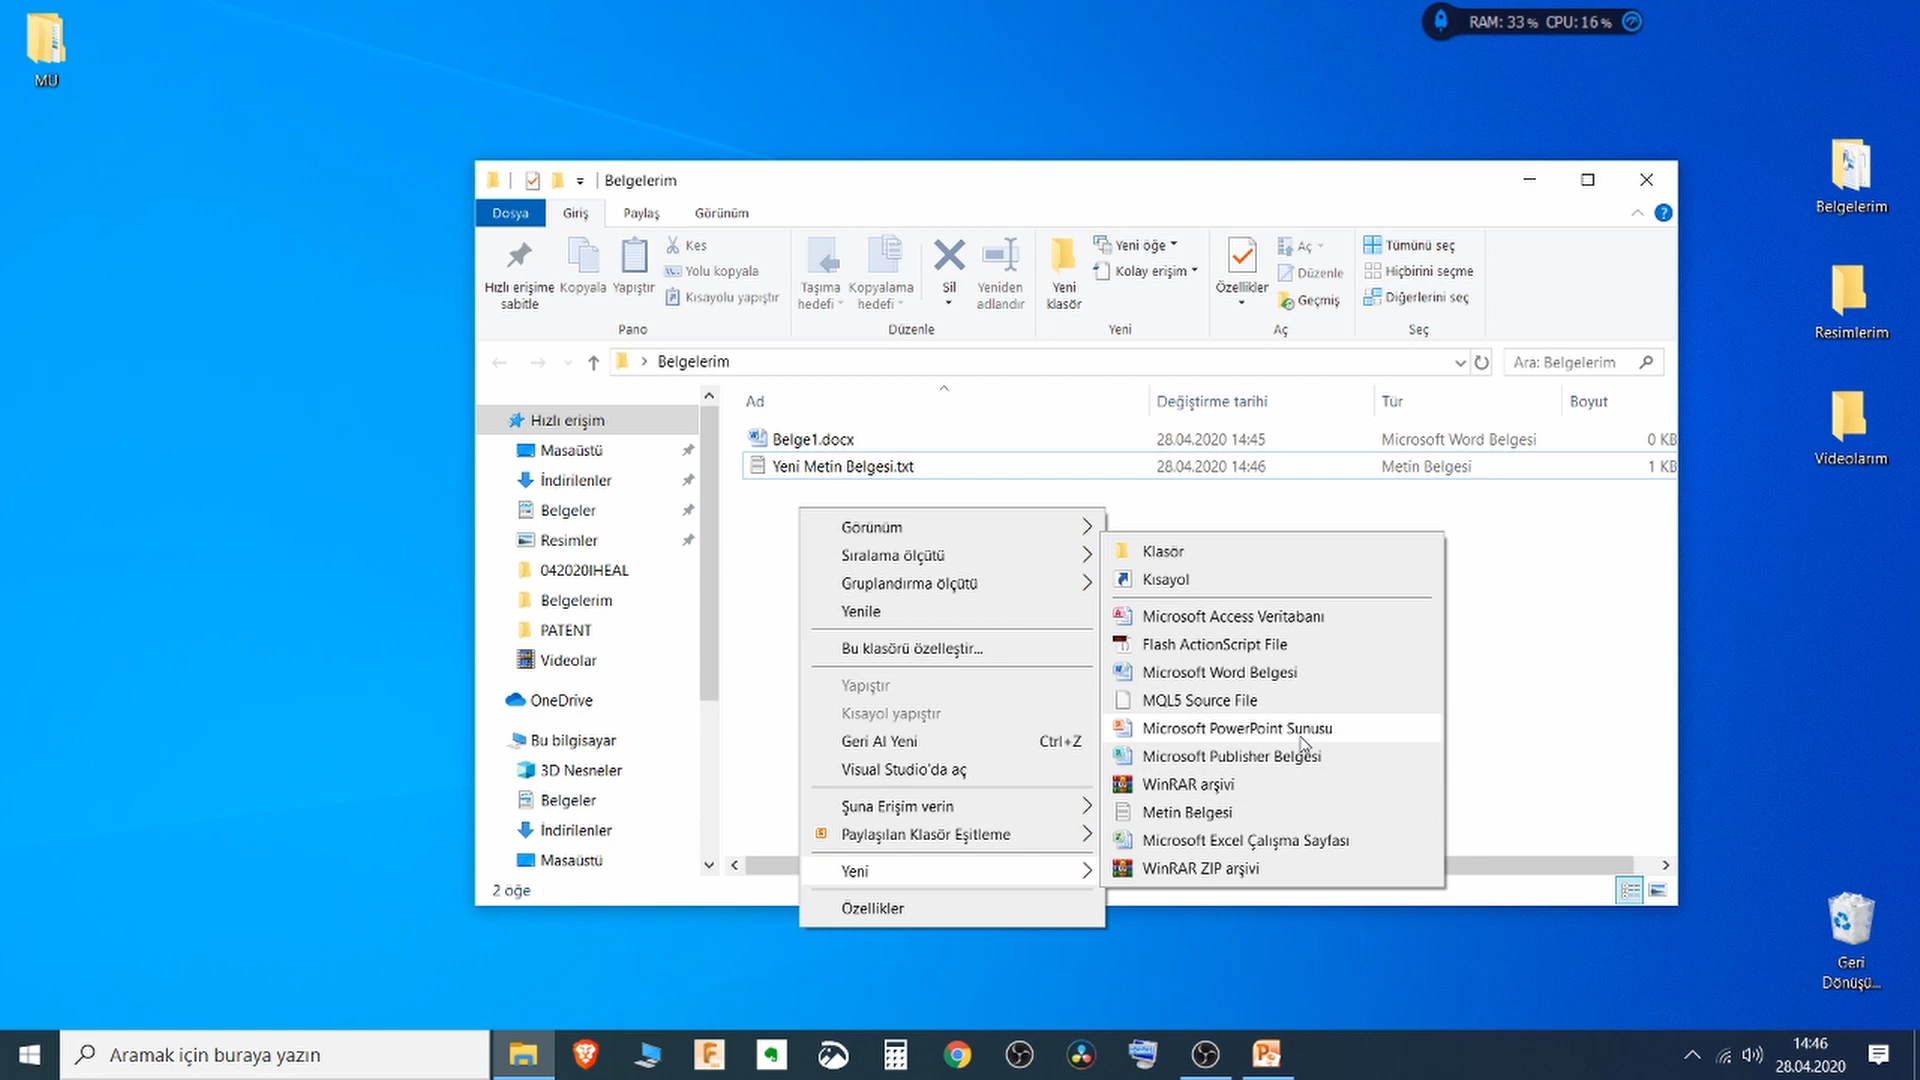 RAM: 33% CPU: 16%
MÜ
Belgelerim
Dosya Giriş Paylaş Görünüm
Hızlı erişime sabitle
Kopyala
Yapıştır
Kes
Yolu kopyala
Kısayolu yapıştır
Pano
Taşıma hedefi
Kopyalama hedefi
Sil
Yeniden adlandır
Düzenle
Yeni klasör
Yeni öğe
Kolay erişim
Yeni
Özellikler
Aç
Düzenle
Geçmiş
Aç
Tümünü seç
Hiçbirini seçme
Diğerlerini seç
Seç
Belgelerim
Ara: Belgelerim
Hızlı erişim
Masaüstü
İndirilenler
Belgeler
Resimler
042020IHEAL
Belgelerim
PATENT
Videolar
OneDrive
Bu bilgisayar
3D Nesneler
Belgeler
İndirilenler
Masaüstü
Ad Değiştirme tarihi Tür Boyut
Belge1.docx 28.04.2020 14:45 Microsoft Word Belgesi 0 KB
Yeni Metin Belgesi.txt 28.04.2020 14:46 Metin Belgesi 1 KB
Görünüm
Sıralama ölçütü
Gruplandırma ölçütü
Yenile
Bu klasörü özelleştir...
Yapıştır
Kısayol yapıştır
Geri Al Yeni Ctrl+Z
Visual Studio'da aç
Şuna Erişim verin
Paylaşılan Klasör Eşitleme
Yeni
Özellikler
Klasör
Kısayol
Microsoft Access Veritabanı
Flash ActionScript File
Microsoft Word Belgesi
MQL5 Source File
Microsoft PowerPoint Sunusu
Microsoft Publisher Belgesi
WinRAR arşivi
Metin Belgesi
Microsoft Excel Çalışma Sayfası
WinRAR ZIP arşivi
2 öğe
Belgelerim
Resimlerim
Videolarım
Geri
Dönüşü...
Aramak için buraya yazın
14:46
28.04.2020